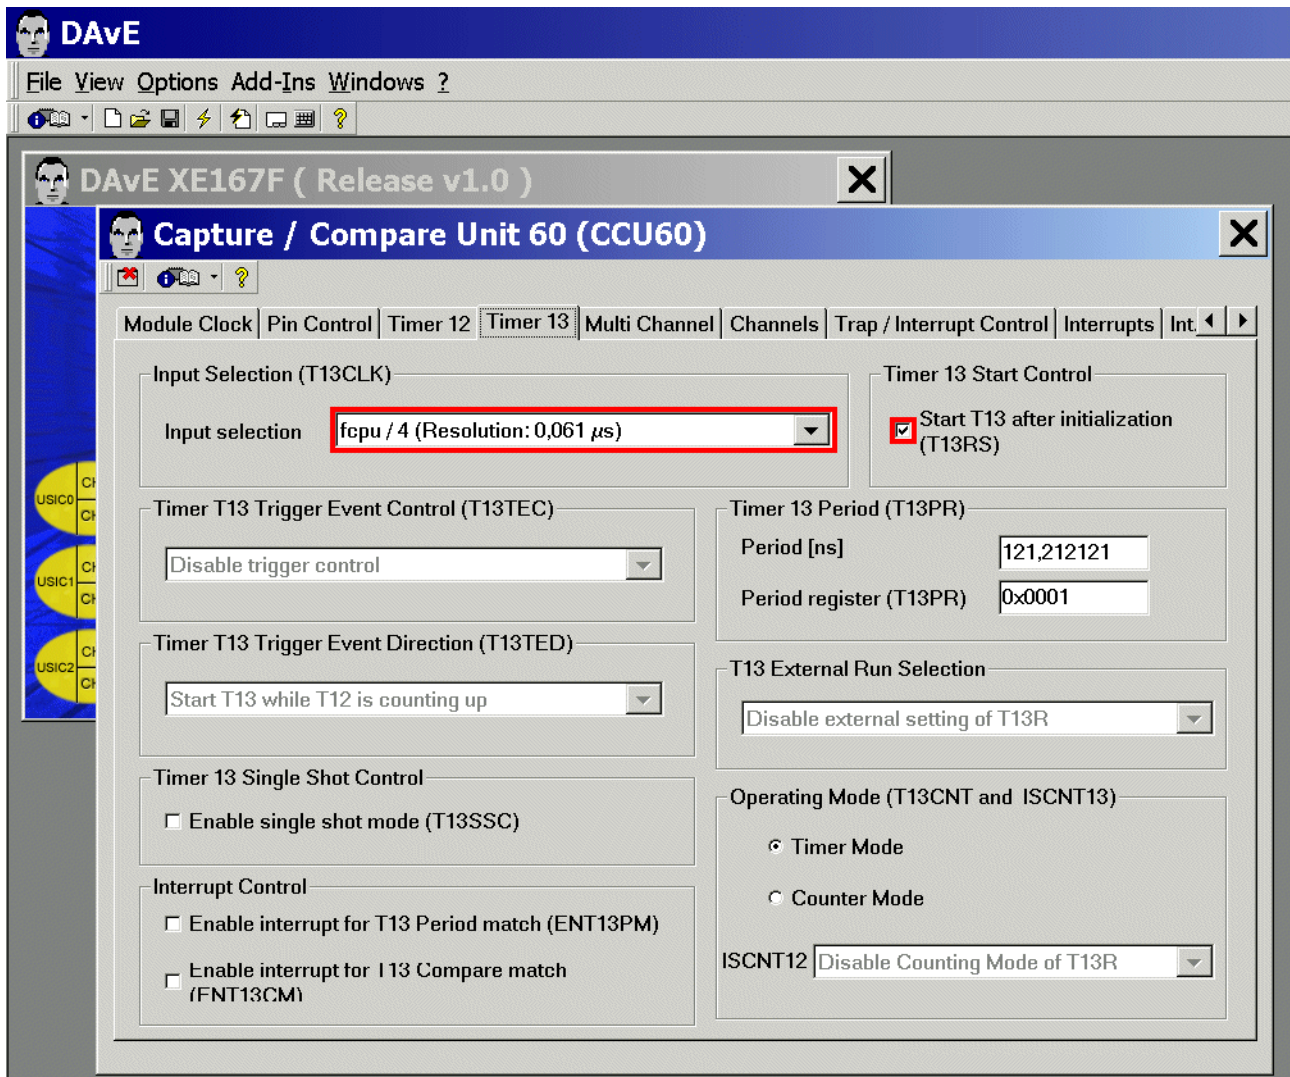 DAvE
File View Options Add-Ins Windows ?
DAvE XE167F ( Release v1.0 )
Capture / Compare Unit 60 (CCU60)
Module Clock Pin Control Timer 12 Timer 13 Multi Channel Channels Trap / Interrupt Control Interrupts Int.
Input Selection (T13CLK)
Input selection fcpu / 4 (Resolution: 0,061 µs)
Timer 13 Start Control
Start T13 after initialization
(T13RS)
Timer T13 Trigger Event Control (T13TEC)
Disable trigger control
Timer 13 Period (T13PR)
Period [ns] 121,212121
Period register (T13PR) 0x0001
Timer T13 Trigger Event Direction (T13TED)
Start T13 while T12 is counting up
T13 External Run Selection
Disable external setting of T13R
Timer 13 Single Shot Control
Enable single shot mode (T13SSC)
Operating Mode (T13CNT and ISCNT13)
Timer Mode
Counter Mode
ISCNT12 Disable Counting Mode of T13R
Interrupt Control
Enable interrupt for T13 Period match (ENT13PM)
Enable interrupt for T13 Compare match
(ENT13CM)
USIC0
CH
CH
USIC1
CH
CH
USIC2
CH
CH